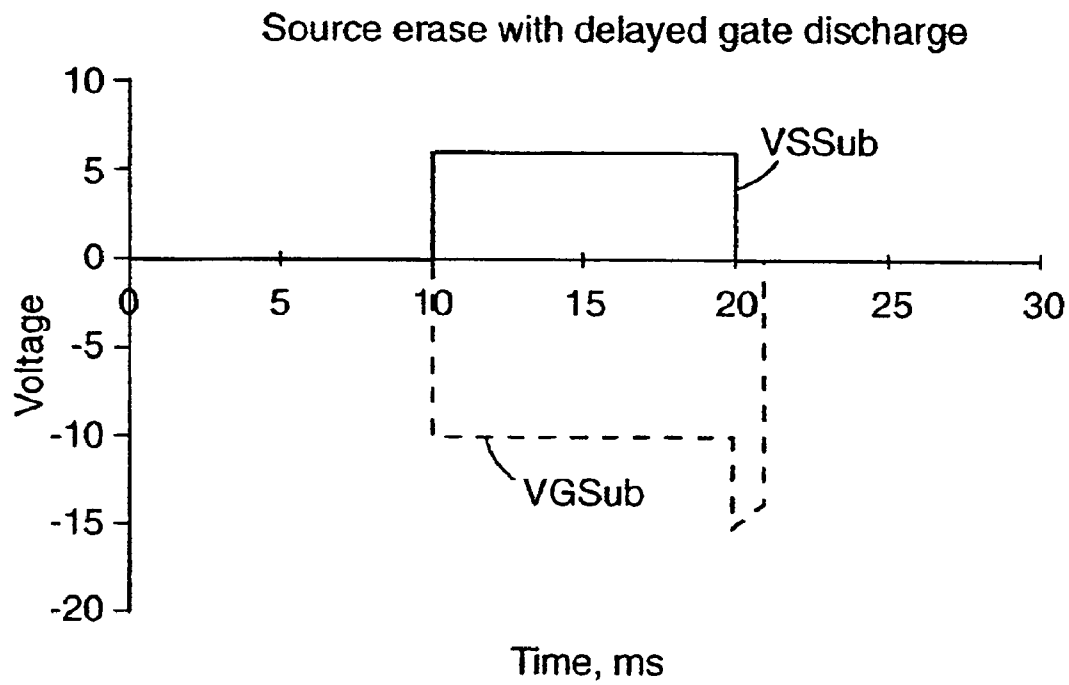 Source erase with delayed gate discharge
10
VSSub
5
0
0 5 10 15 20 25 30
-5
Voltage
-10
VGSub
-15
-20
Time, ms